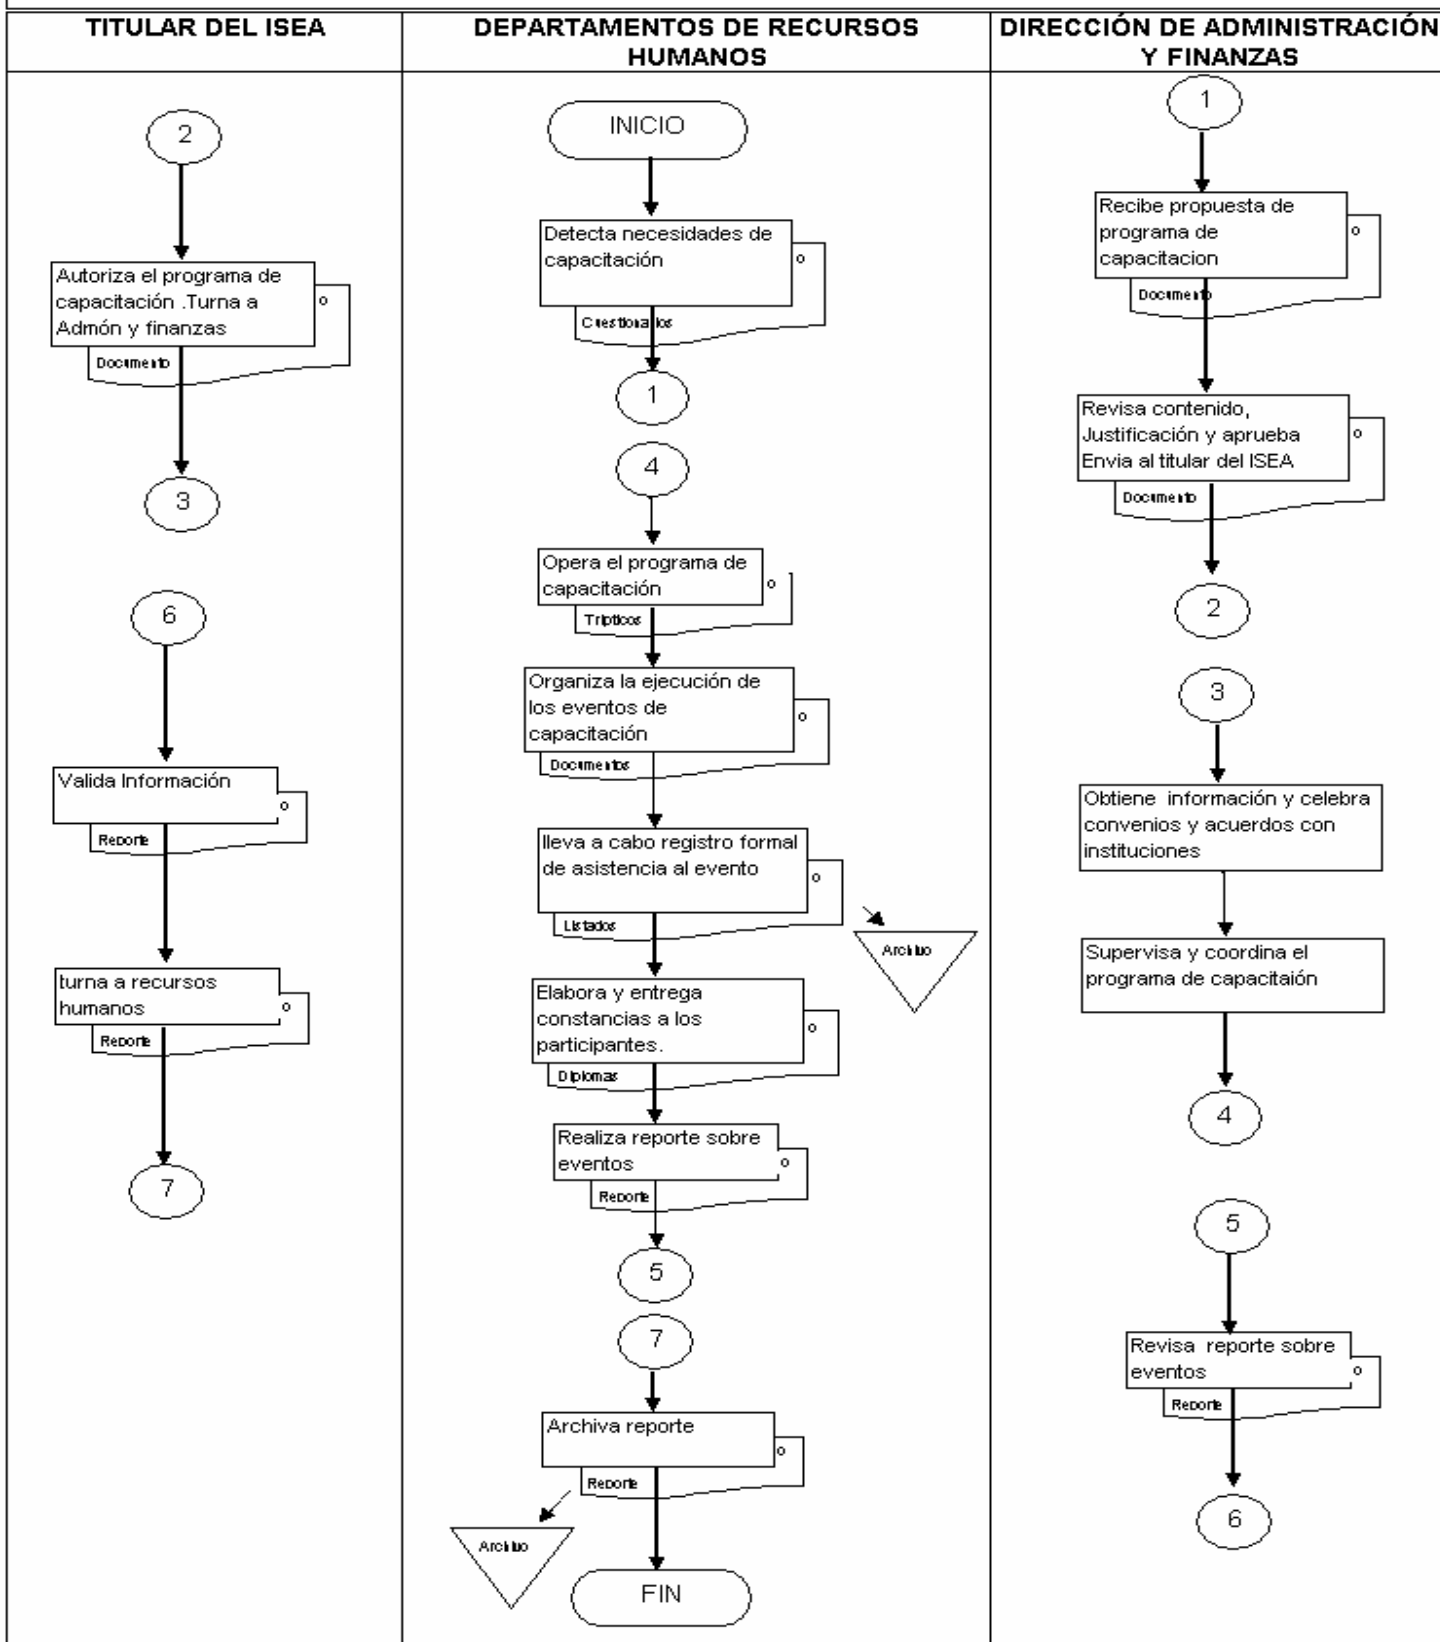 TITULAR DEL ISEA
DEPARTAMENTOS DE RECURSOS
HUMANOS
DIRECCIÓN DE ADMINISTRACIÓN
Y FINANZAS
2
Autoriza el programa de
capacitación .Turna a
Admón y finanzas
o
Documento
3
6
Valida Información
o
Reporte
turna a recursos
humanos
o
Reporte
7
INICIO
Detecta necesidades de
capacitación
o
Cuestionarios
1
4
Opera el programa de
capacitación
o
Trípticos
Organiza la ejecución de
los eventos de
capacitación
o
Documentos
lleva a cabo registro formal
de asistencia al evento
o
Listados
Archivo
Elabora y entrega
constancias a los
participantes.
o
Diplomas
Realiza reporte sobre
eventos
o
Reporte
5
7
Archiva reporte
o
Reporte
Archivo
FIN
1
Recibe propuesta de
programa de
capacitacion
o
Documento
Revisa contenido,
Justificación y aprueba
Envia al titular del ISEA
o
Documento
2
3
Obtiene información y celebra
convenios y acuerdos con
instituciones
Supervisa y coordina el
programa de capacitaión
4
5
Revisa reporte sobre
eventos
o
Reporte
6